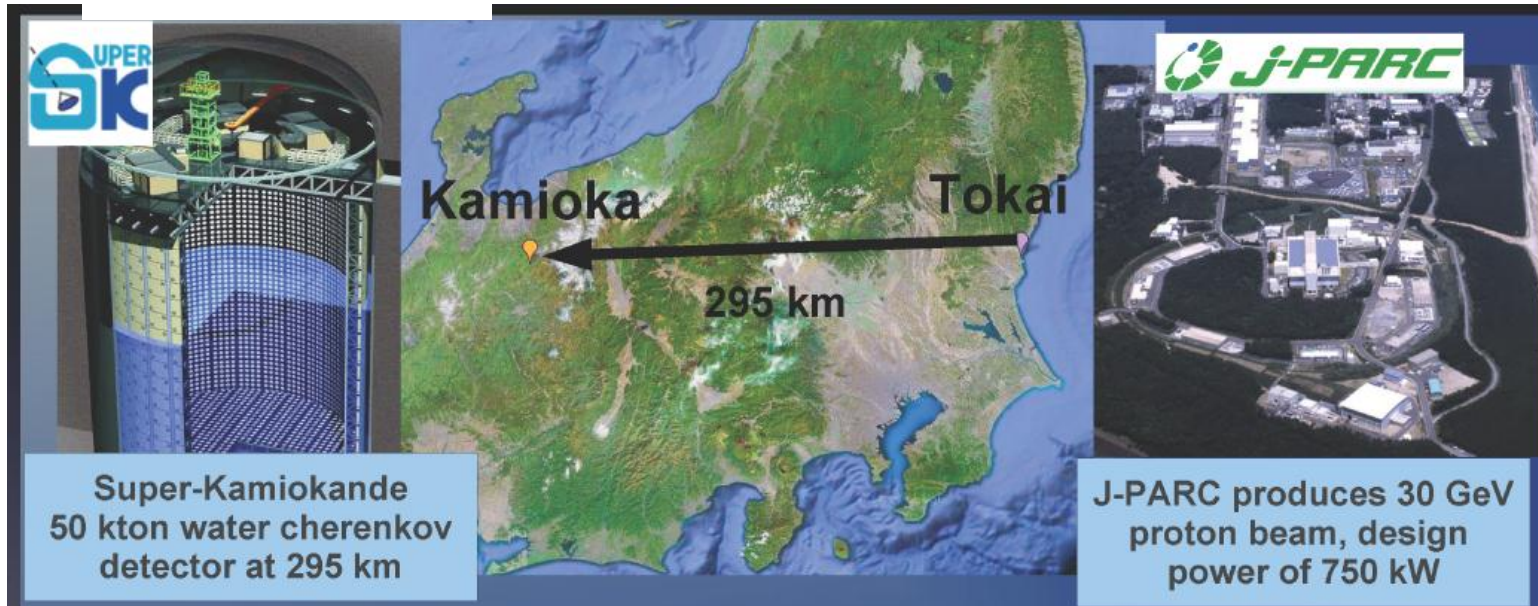 SUPER
SK
J-PARC
Kamioka
Tokai
295 km
Super-Kamiokande
50 kton water cherenkov
detector at 295 km
J-PARC produces 30 GeV
proton beam, design
power of 750 kW